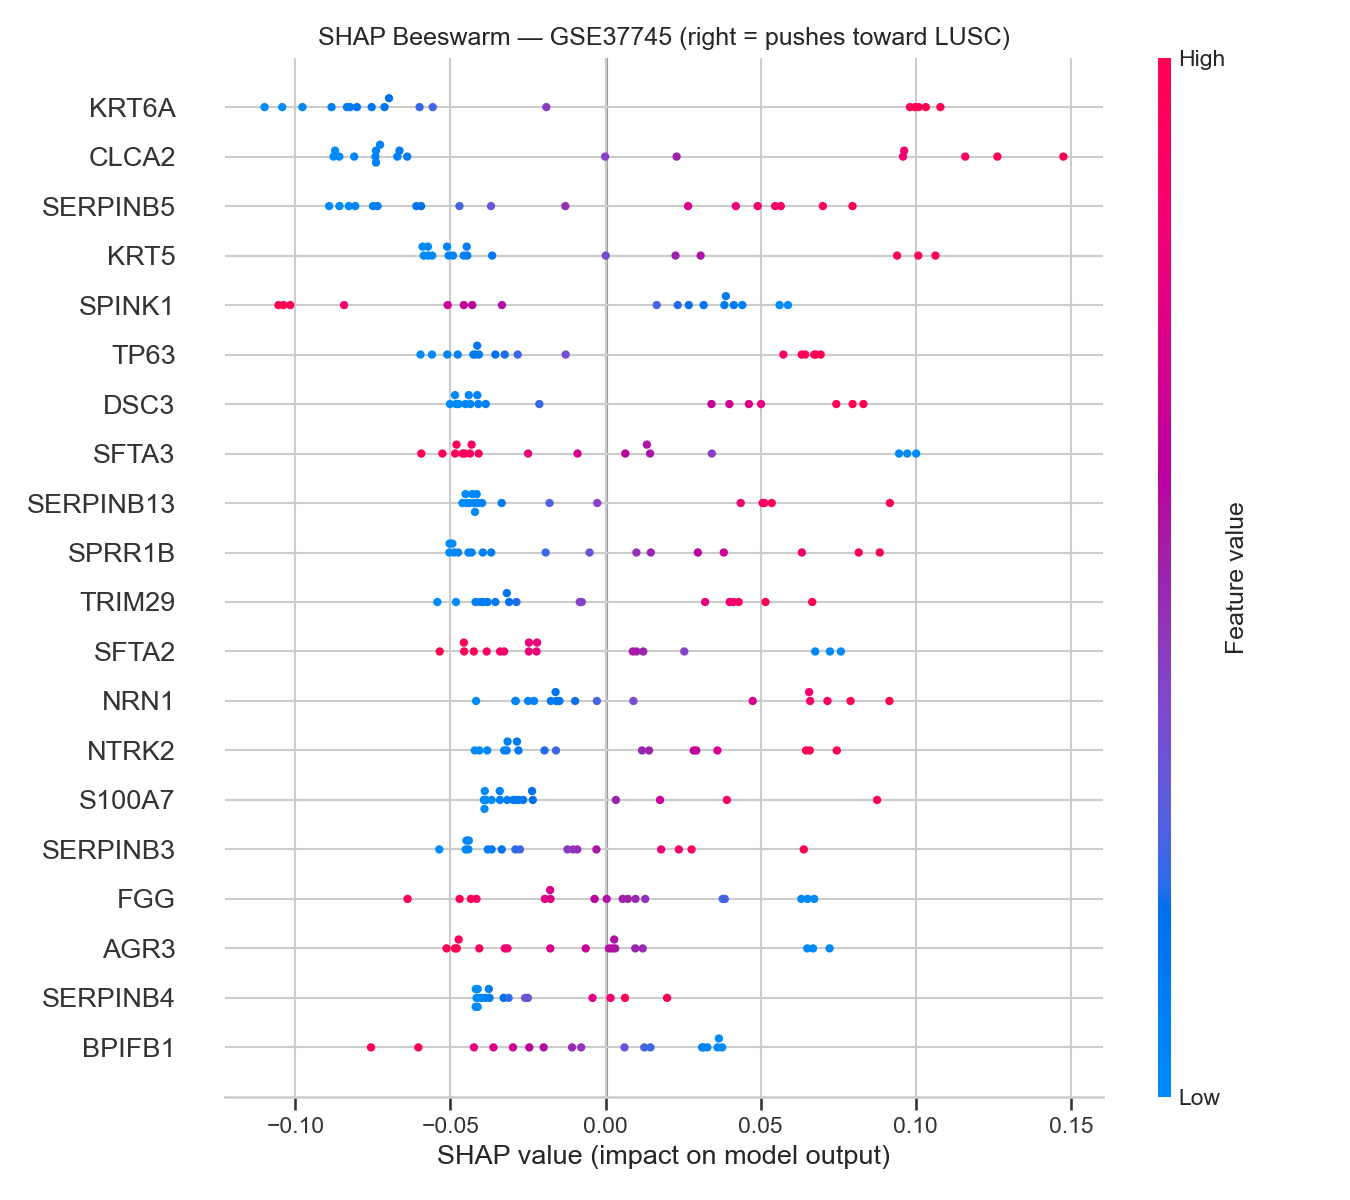 SHAP Beeswarm — GSE37745 (right = pushes toward LUSC)
High
KRT6A
CLCA2
SERPINB5
KRT5
SPINK1
TP63
DSC3
SFTA3
SERPINB13
SPRR1B
TRIM29
SFTA2
NRN1
NTRK2
S100A7
SERPINB3
FGG
AGR3
SERPINB4
BPIFB1
Feature value
Low
−0.10 −0.05 0.00 0.05 0.10 0.15
SHAP value (impact on model output)